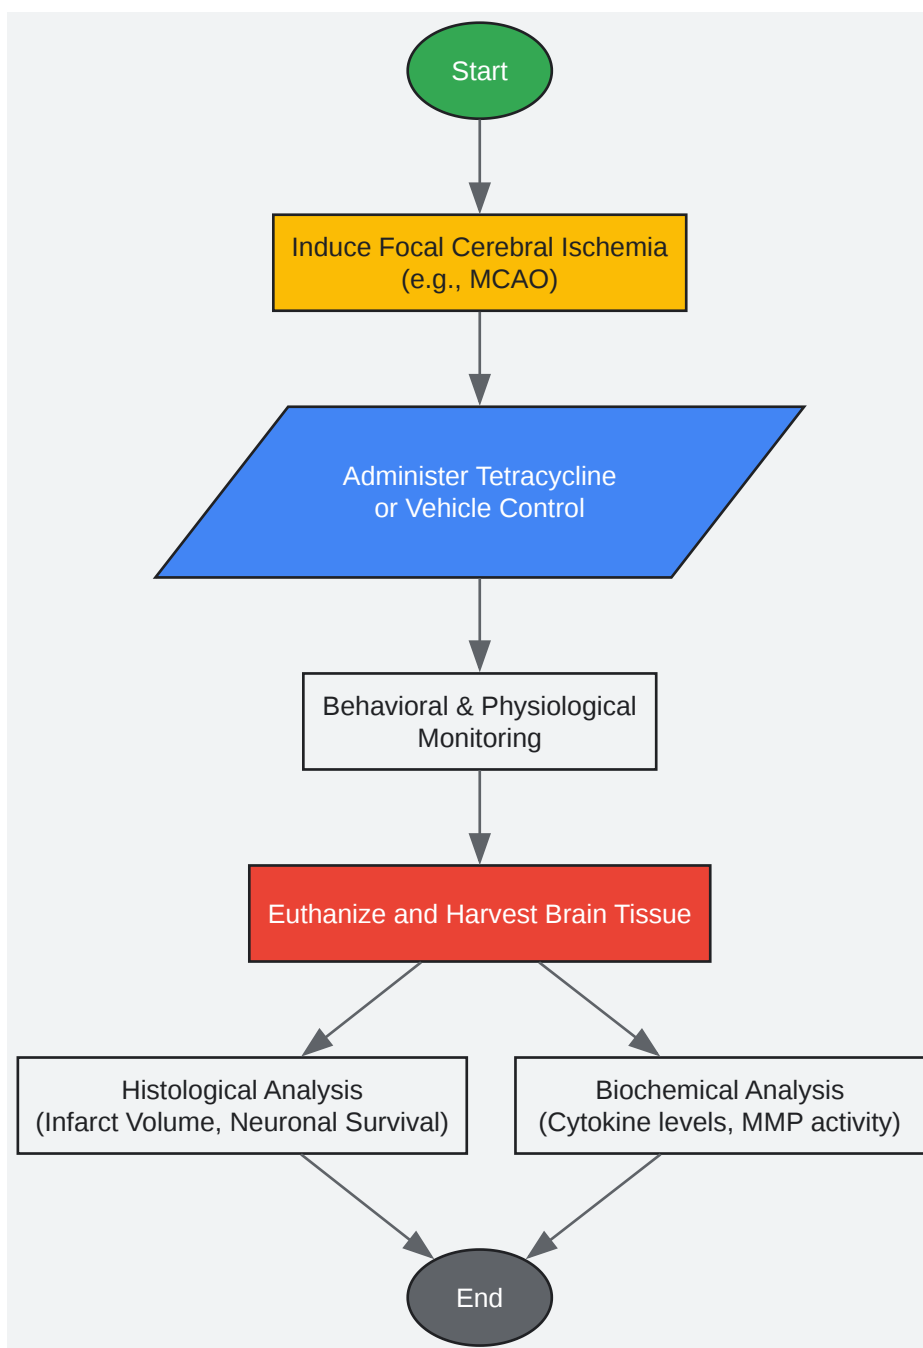 Start
Induce Focal Cerebral Ischemia
(e.g., MCAO)
Administer Tetracycline
or Vehicle Control
Behavioral & Physiological
Monitoring
Euthanize and Harvest Brain Tissue
Histological Analysis
(Infarct Volume, Neuronal Survival)
Biochemical Analysis
(Cytokine levels, MMP activity)
End